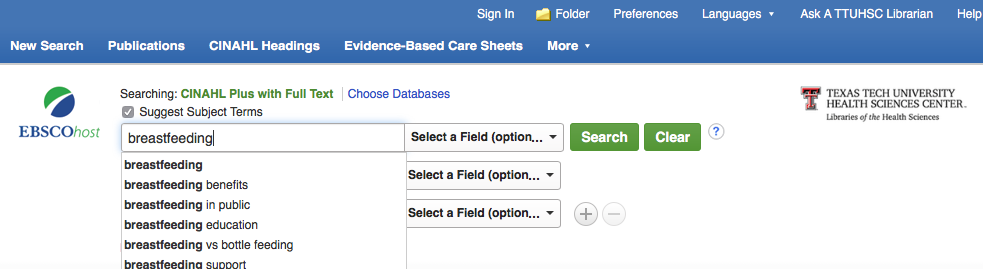 Sign In Folder Preferences Languages Ask A TTUHSC Librarian Help
New Search Publications CINAHL Headings Evidence-Based Care Sheets More
Searching: CINAHL Plus with Full Text Choose Databases
Suggest Subject Terms
EBSCOhost
breastfeeding Select a Field (option... Search Clear ?
breastfeeding
breastfeeding benefits Select a Field (option...
breastfeeding in public
breastfeeding education Select a Field (option...
breastfeeding vs bottle feeding
breastfeeding support
TEXAS TECH UNIVERSITY
HEALTH SCIENCES CENTER.
Libraries of the Health Sciences